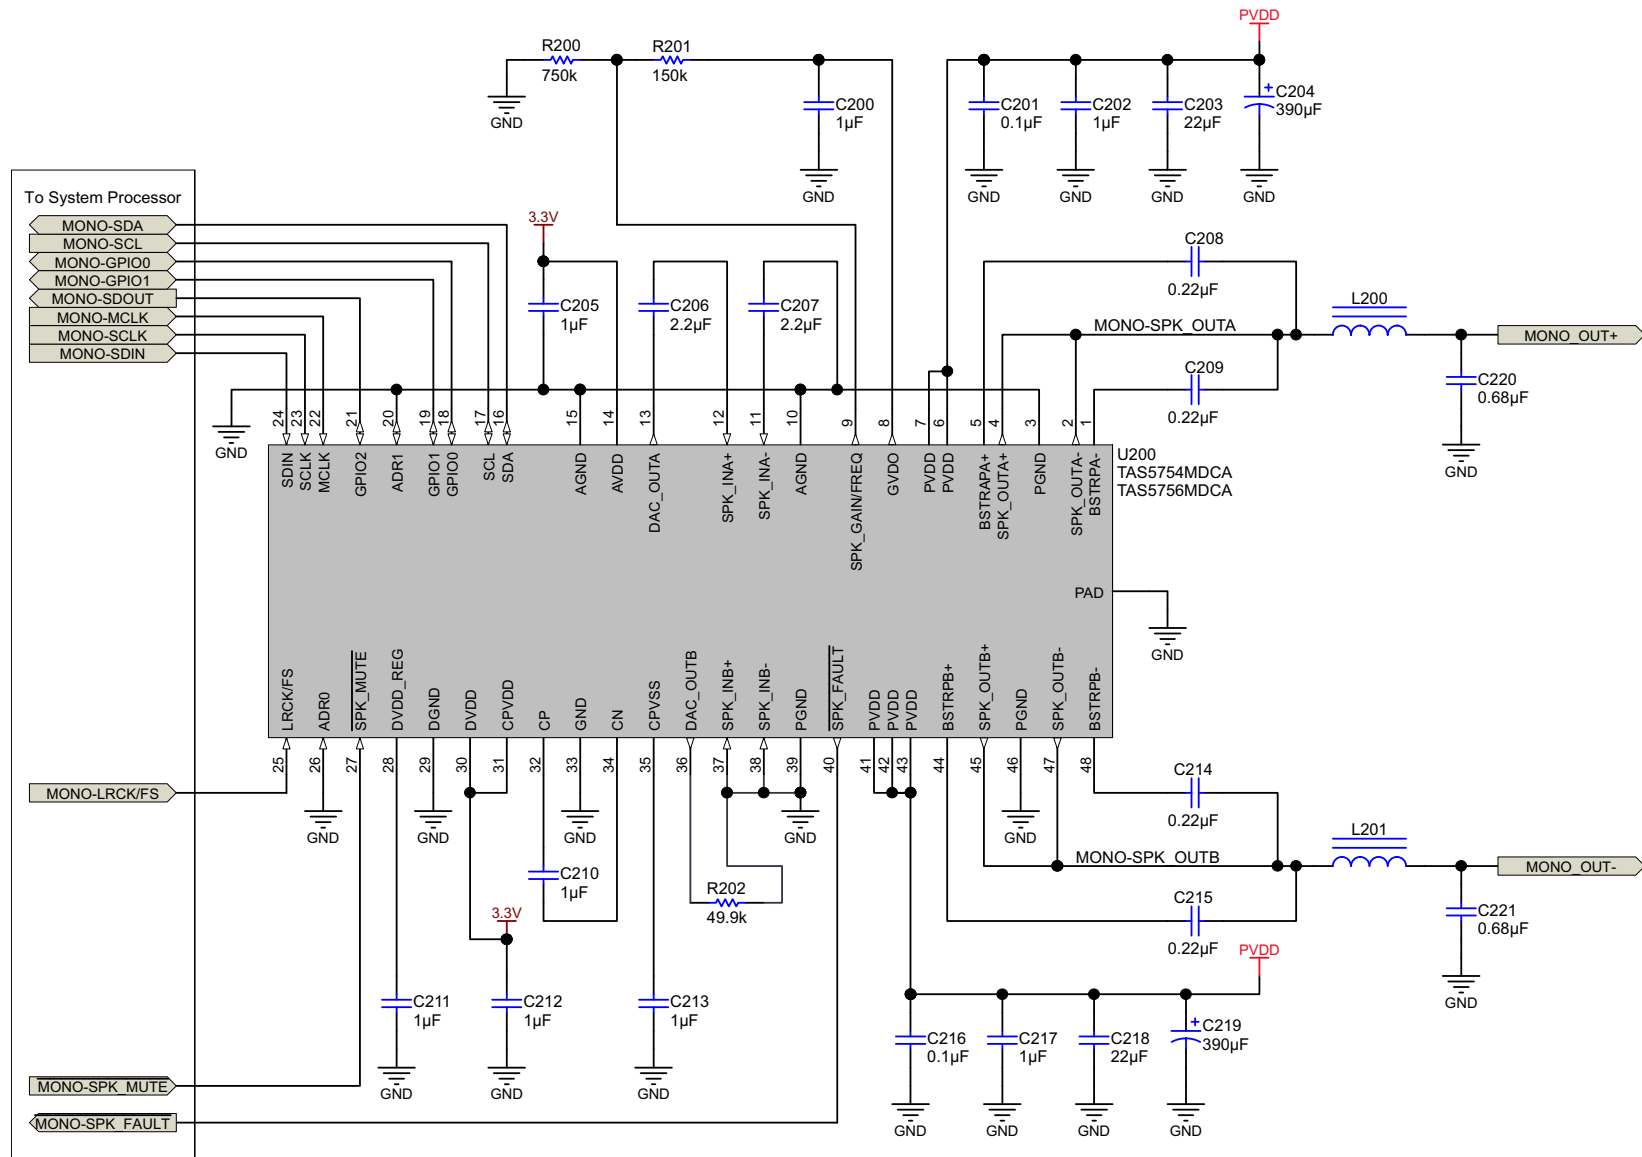 PVDD
R200
750k
R201
150k
GND
C200
1µF
GND
C201
0.1µF
GND
C202
1µF
GND
C203
22µF
GND
C204
390µF
+
GND
To System Processor
MONO-SDA
MONO-SCL
MONO-GPIO0
MONO-GPIO1
MONO-SDOUT
MONO-MCLK
MONO-SCLK
MONO-SDIN
3.3V
C205
1µF
C206
2.2µF
C207
2.2µF
C208
0.22µF
MONO-SPK_OUTA
C209
0.22µF
L200
MONO_OUT+
C220
0.68µF
GND
GND
24 23 22 21 20 19 18 17 16 15 14 13 12 11 10 9 8 7 6 5 4 3 2 1
SDIN
SCLK
MCLK
GPIO2
ADR1
GPIO1
GPIO0
SCL
SDA
AGND
AVDD
DAC_OUTA
SPK_INA+
SPK_INA-
AGND
SPK_GAIN/FREQ
GVDO
PVDD
PVDD
BSTRAPA+
SPK_OUTA+
PGND
SPK_OUTA-
BSTRPA-
U200
TAS5754MDCA
TAS5756MDCA
PAD
GND
LRCK/FS
ADR0
SPK_MUTE
DVDD_REG
DGND
DVDD
CPVDD
CP
GND
CN
CPVSS
DAC_OUTB
SPK_INB+
SPK_INB-
PGND
SPK_FAULT
PVDD
PVDD
PVDD
BSTRPB+
SPK_OUTB+
PGND
SPK_OUTB-
BSTRPB-
25 26 27 28 29 30 31 32 33 34 35 36 37 38 39 40 41 42 43 44 45 46 47 48
MONO-LRCK/FS
GND
GND
GND
GND
GND
C210
1µF
R202
49.9k
3.3V
C211
1µF
GND
C212
1µF
GND
C213
1µF
GND
C214
0.22µF
MONO-SPK_OUTB
C215
0.22µF
L201
MONO_OUT-
C221
0.68µF
GND
PVDD
C216
0.1µF
GND
C217
1µF
GND
C218
22µF
GND
+
C219
390µF
GND
MONO-SPK_MUTE
MONO-SPK_FAULT